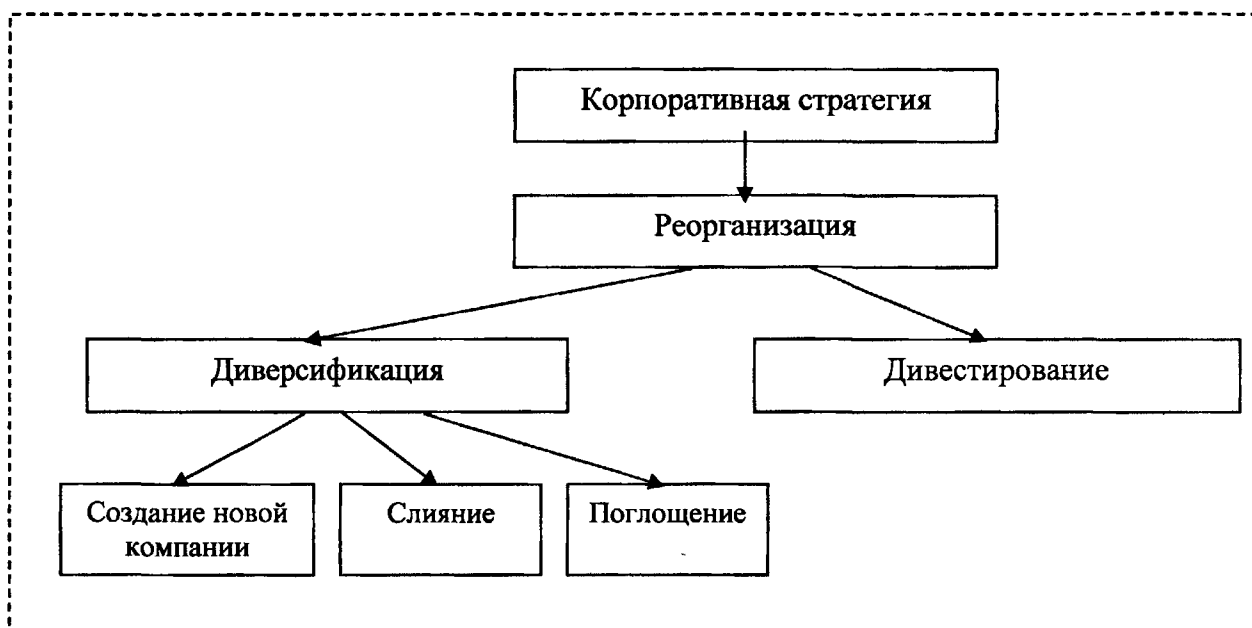 Корпоративная стратегия
Реорганизация
Диверсификация
Дивестирование
Создание новой
компании
Слияние
Поглощение